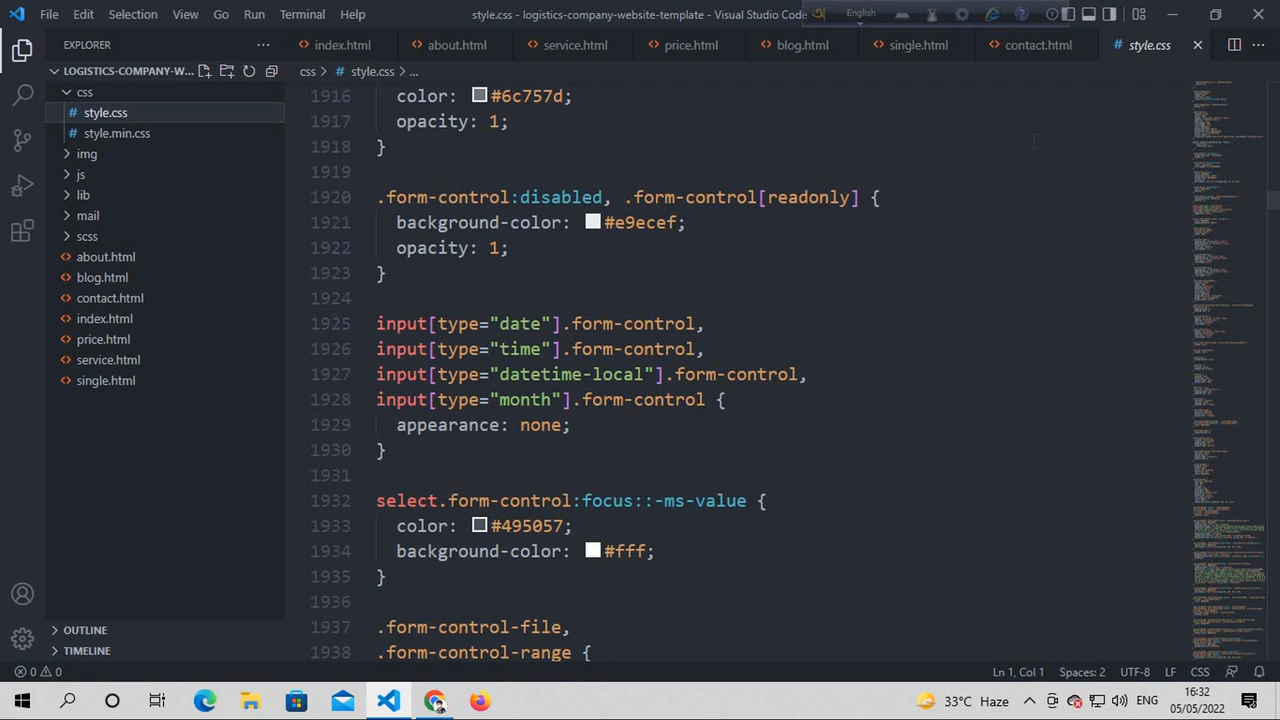 File Edit Selection View Go Run Terminal Help
style.css - logistics-company-website-template - Visual Studio Code
English
EXPLORER
index.html about.html service.html price.html blog.html single.html contact.html style.css
LOGISTICS-COMPANY-W...
css > style.css > ...
css
style.css
style.min.css
img
js
lib
mail
scss
about.html
blog.html
contact.html
index.html
price.html
service.html
single.html
OUTLINE
TIMELINE
1916 color: #6c757d;
1917 opacity: 1;
1918 }
1919
1920 .form-control:disabled, .form-control[readonly] {
1921 background-color: #e9ecef;
1922 opacity: 1;
1923 }
1924
1925 input[type="date"].form-control,
1926 input[type="time"].form-control,
1927 input[type="datetime-local"].form-control,
1928 input[type="month"].form-control {
1929 appearance: none;
1930 }
1931
1932 select.form-control:focus::-ms-value {
1933 color: #495057;
1934 background-color: #fff;
1935 }
1936
1937 .form-control-file,
1938 .form-control-range {
0 0
Ln 1, Col 1 Spaces: 2 UTF-8 LF CSS
33°C Haze
ENG
16:32
05/05/2022